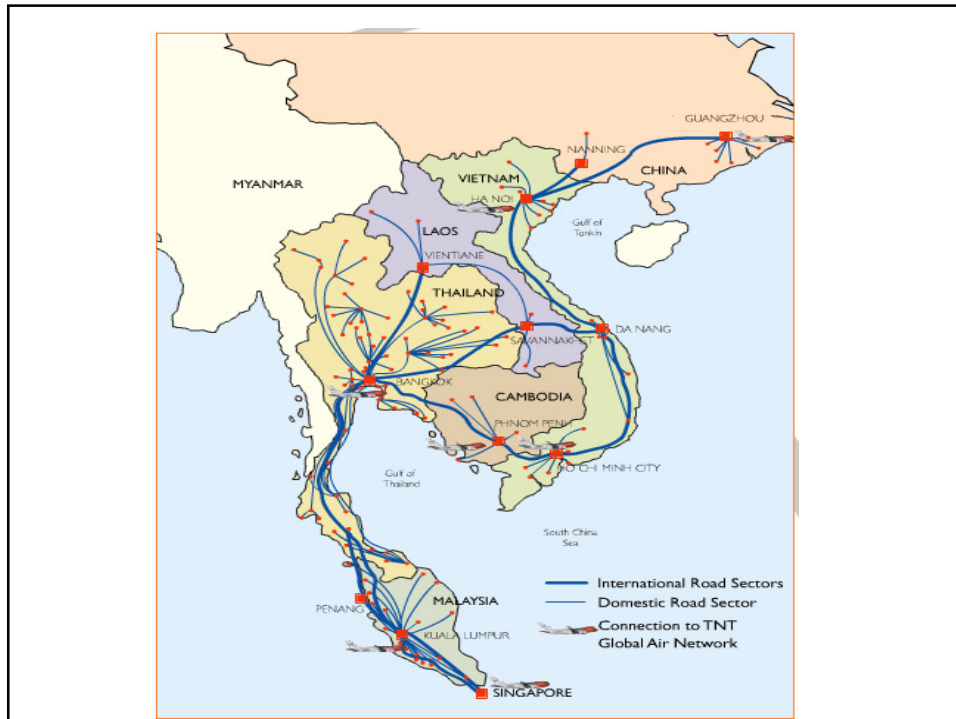 GUANGZHOU
NANNING
CHINA
VIETNAM
MYANMAR
HA NOI
Gulf of
Tonkin
LAOS
VIENTIANE
THAILAND
DA NANG
SAVANNAKHET
BANGKOK
CAMBODIA
PHNOM PENH
HO CHI MINH CITY
Gulf of
Thailand
South China
Sea
International Road Sectors
MALAYSIA
Domestic Road Sector
PENANG
Connection to TNT
Global Air Network
KUALA LUMPUR
SINGAPORE